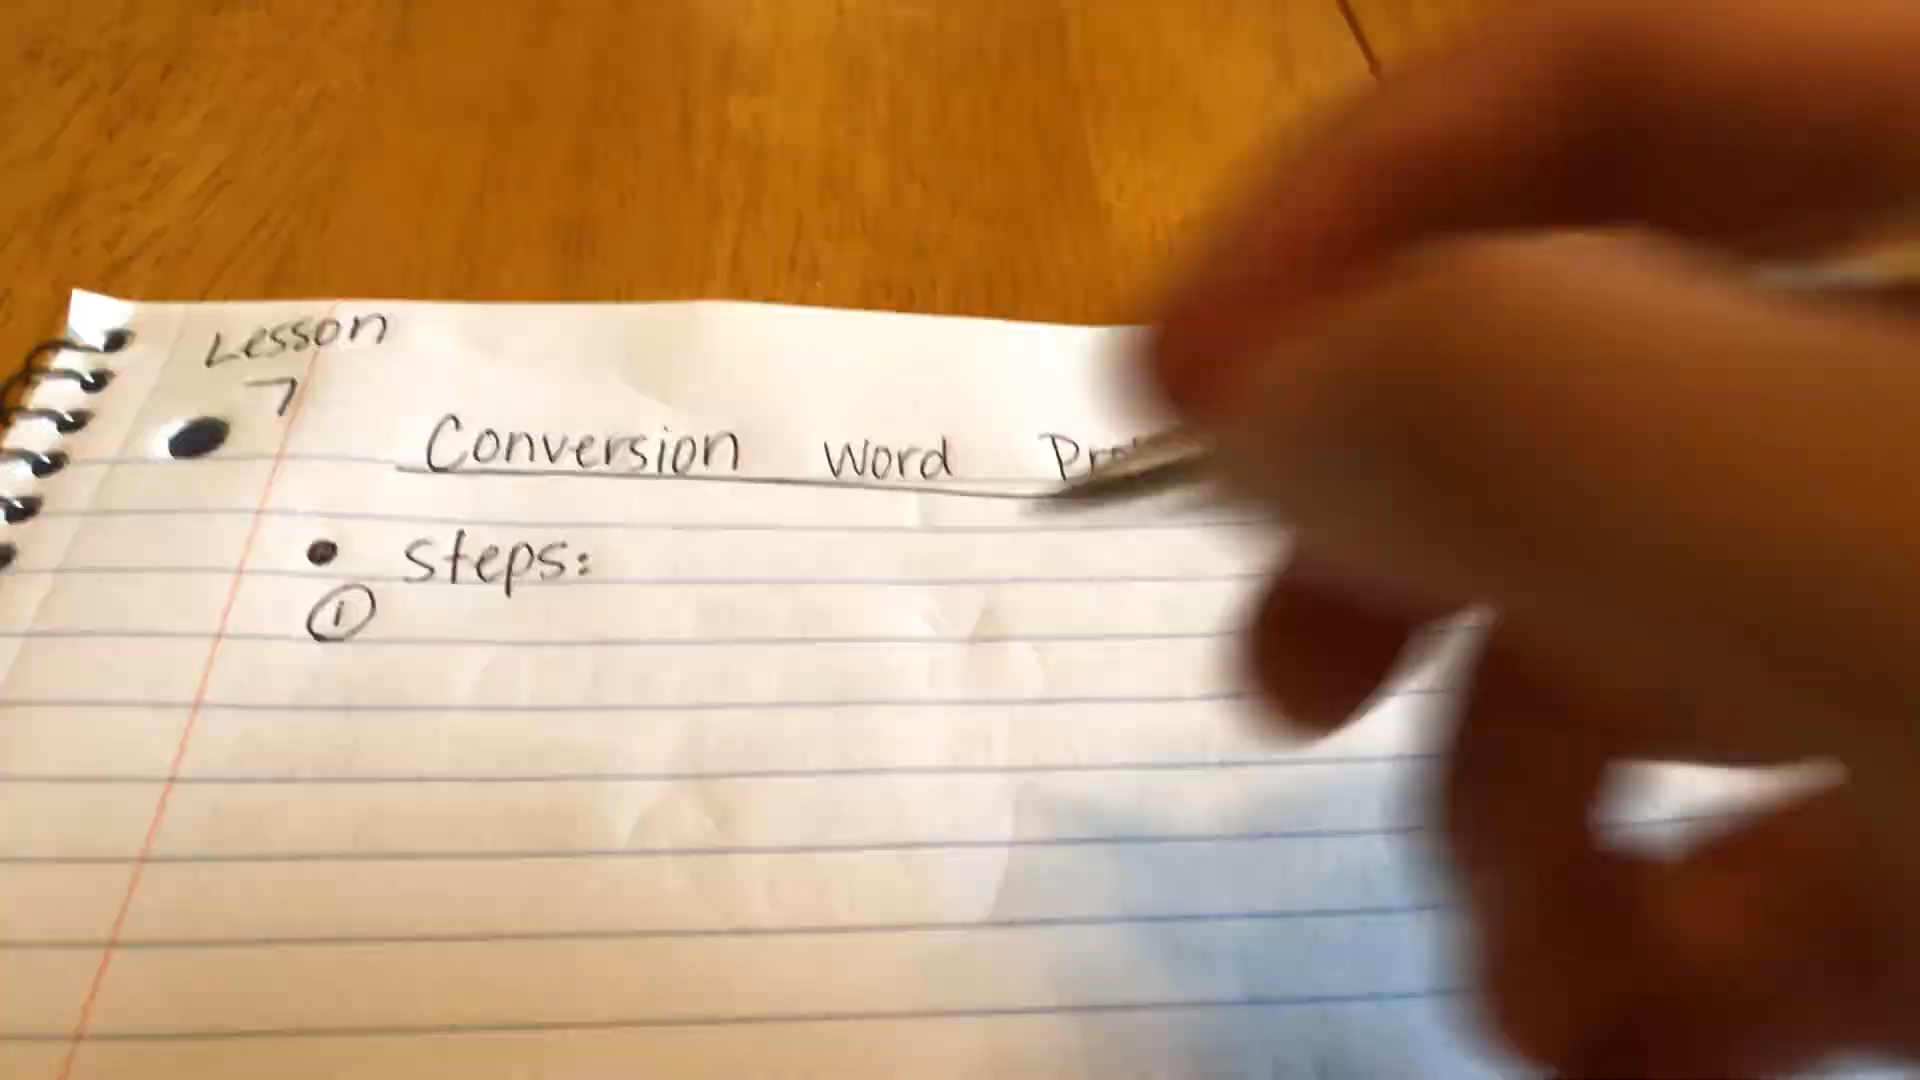 Lesson
7
Conversion Word
• Steps:
①